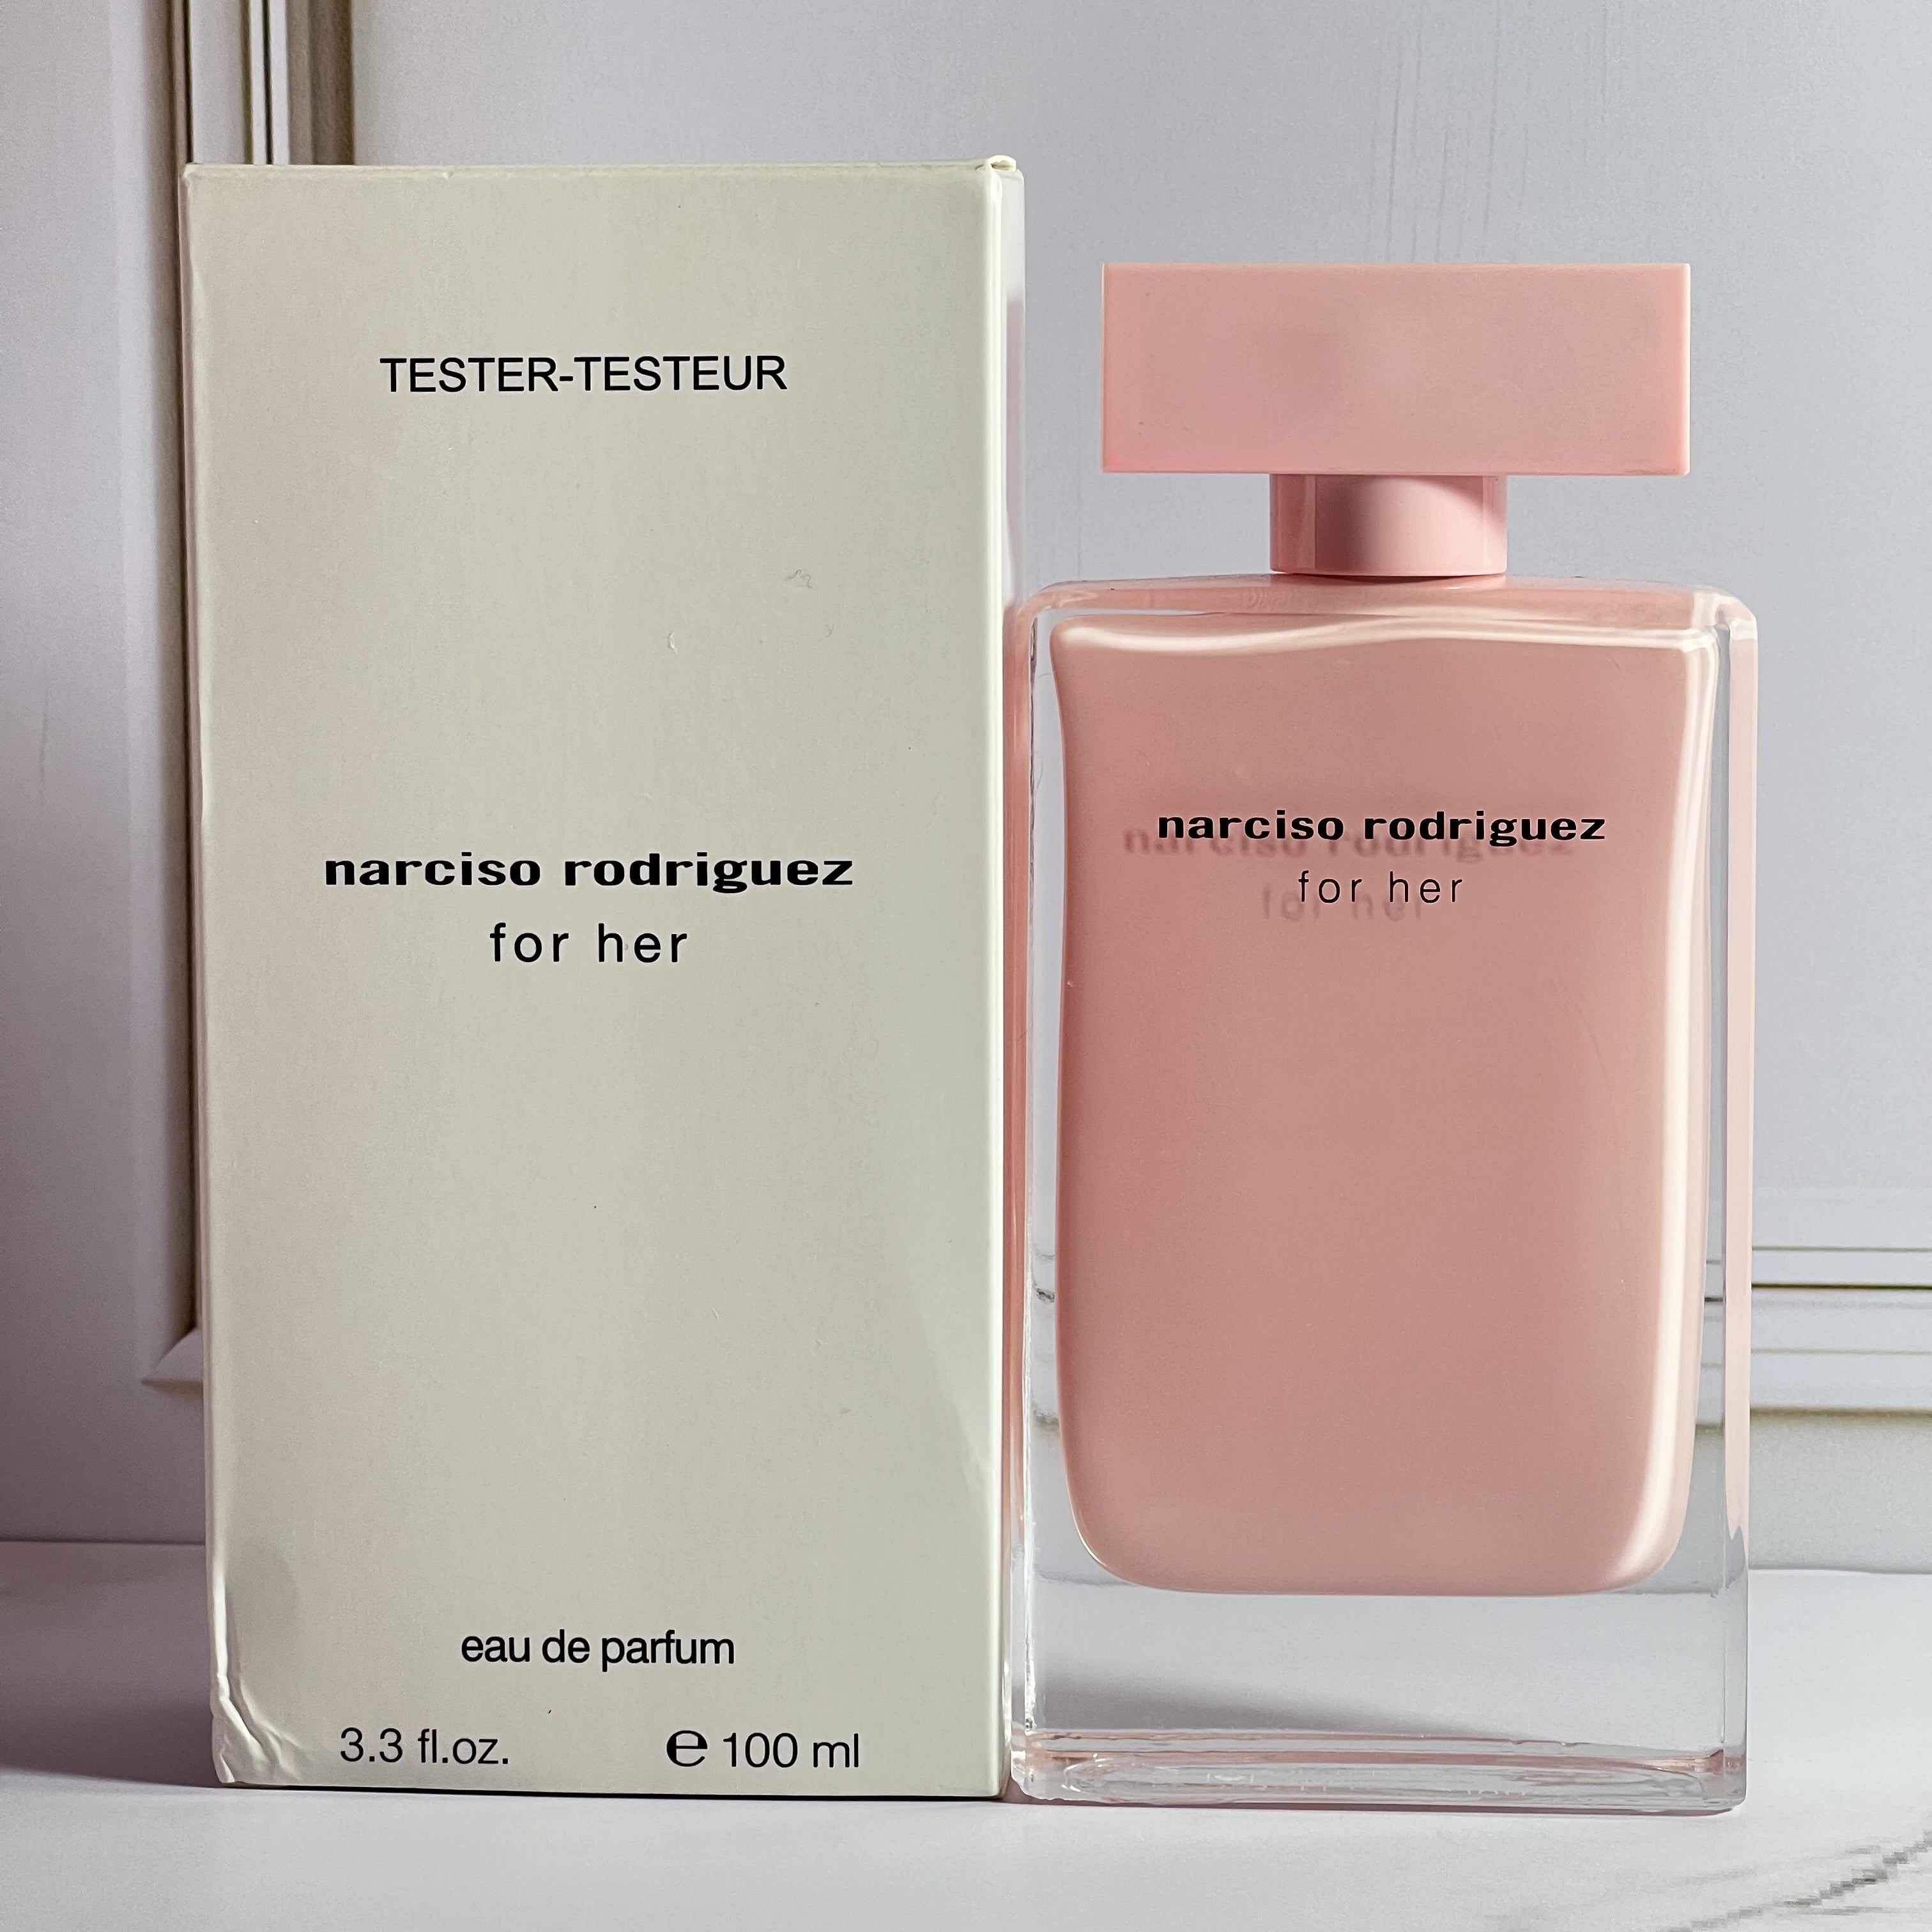 TESTER-TESTEUR
narciso rodriguez
for her
eau de parfum
3.3 fl.oz. ℮ 100 ml
narciso rodriguez
for her